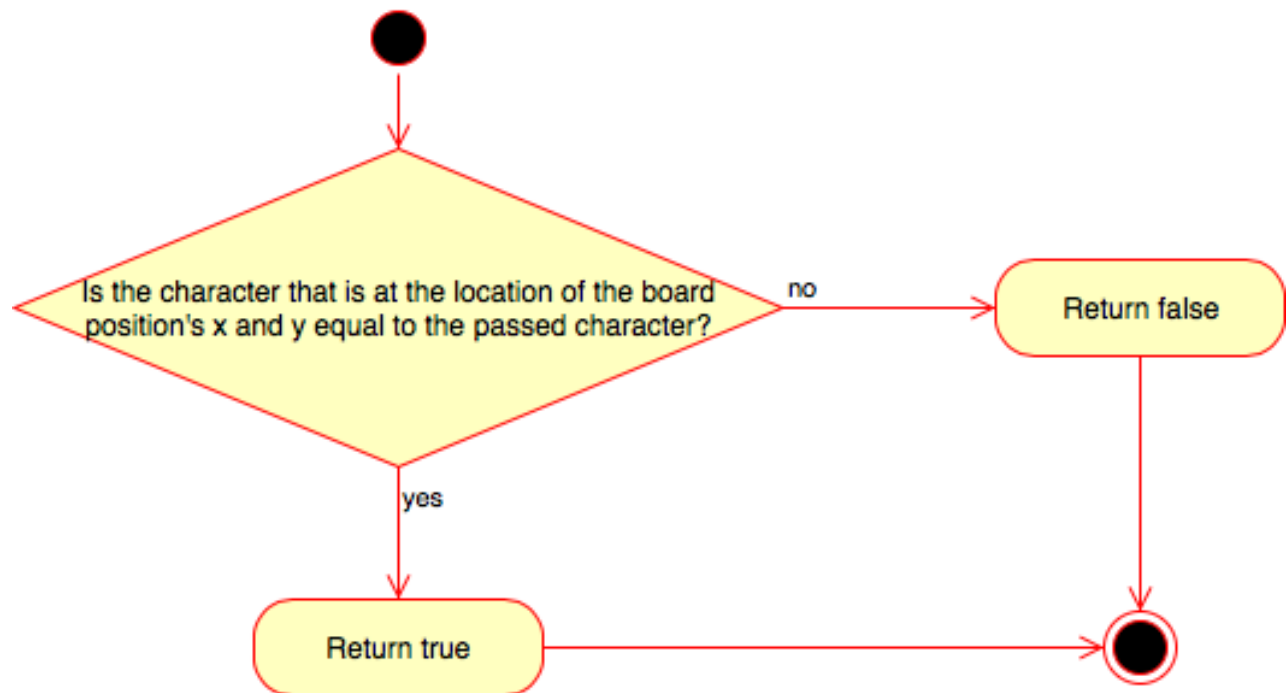 Is the character that is at the location of the board
position's x and y equal to the passed character?
no
Return false
yes
Return true